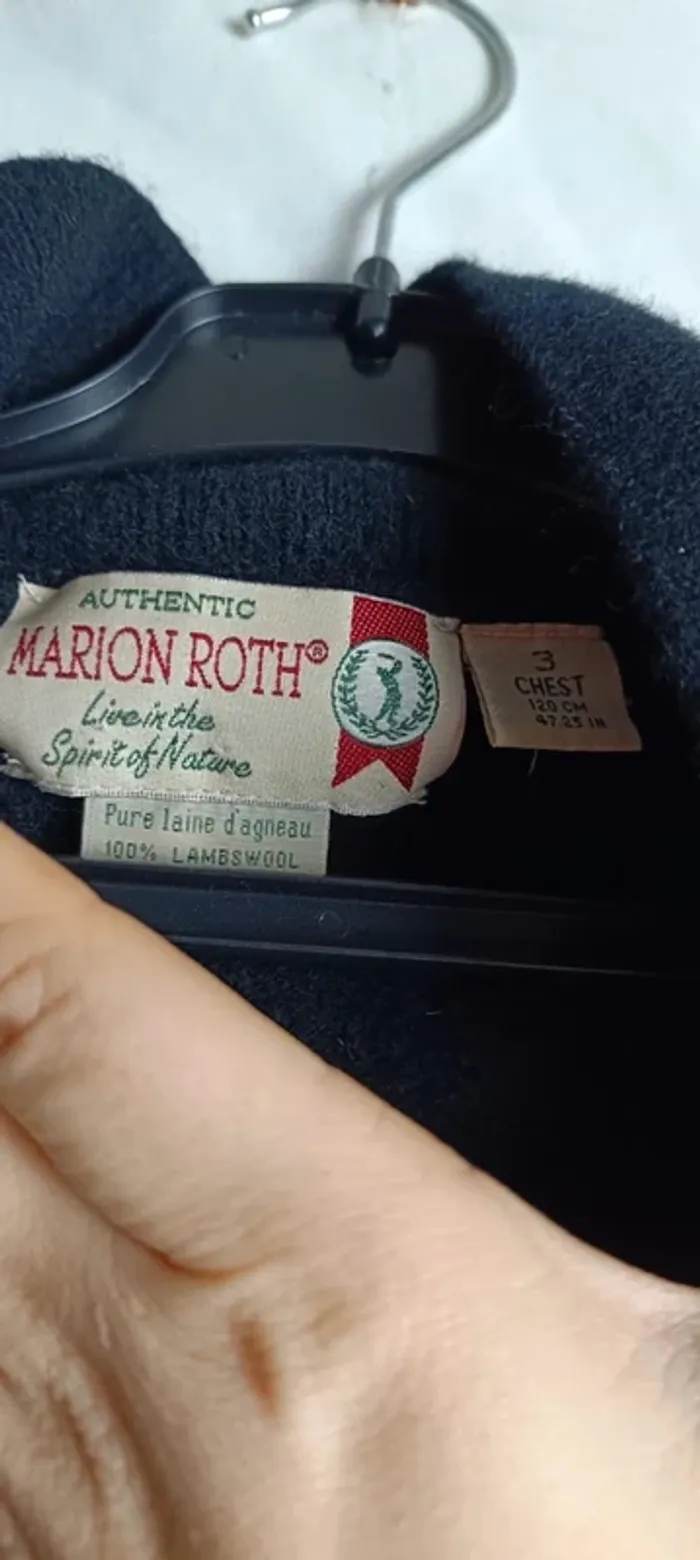 AUTHENTIC
MARION ROTH®
Live in the
Spirit of Nature
Pure laine d'agneau
100% LAMBSWOOL
3
CHEST
120 CM
47.25 IN